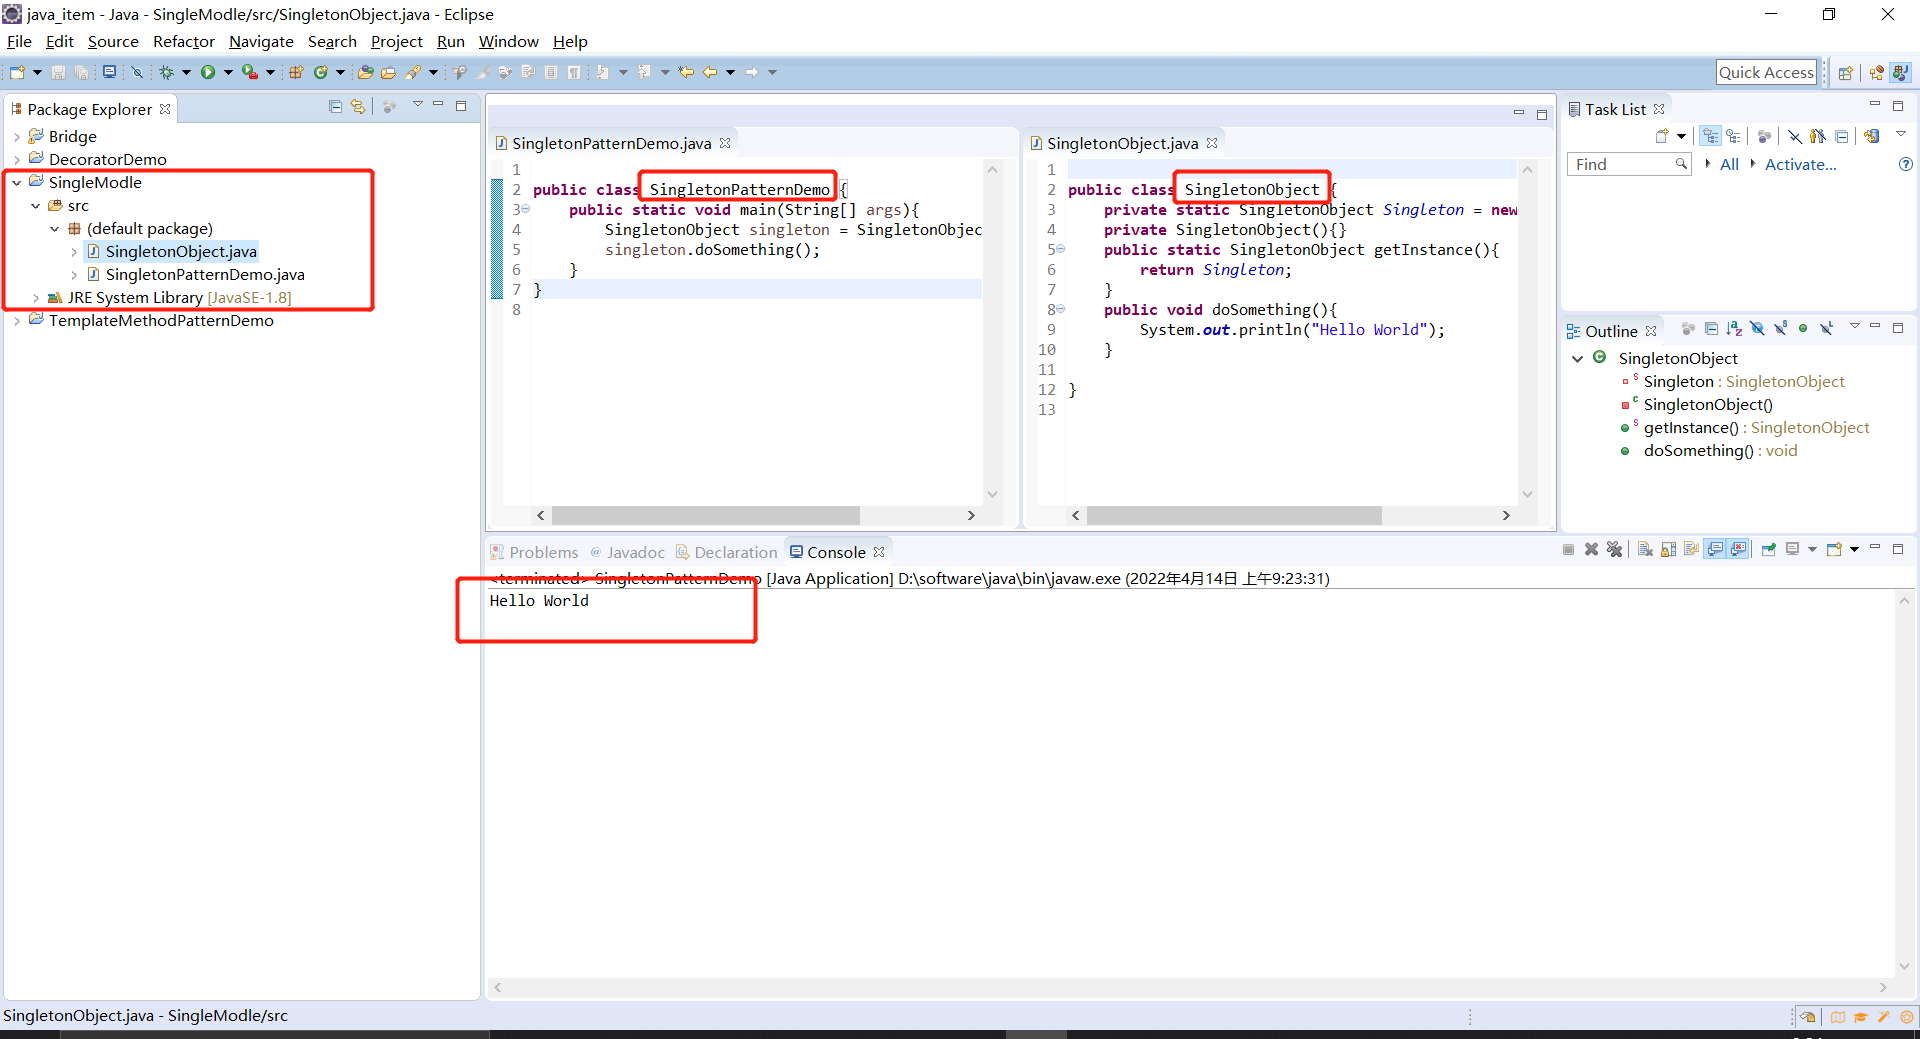 java_item - Java - SingleModle/src/SingletonObject.java - Eclipse
File Edit Source Refactor Navigate Search Project Run Window Help
Quick Access
Package Explorer
Bridge
DecoratorDemo
SingleModle
src
(default package)
SingletonObject.java
SingletonPatternDemo.java
JRE System Library [JavaSE-1.8]
TemplateMethodPatternDemo
SingletonPatternDemo.java
1
2 public class SingletonPatternDemo {
3 public static void main(String[] args){
4 SingletonObject singleton = SingletonObjec
5 singleton.doSomething();
6 }
7 }
8
SingletonObject.java
1
2 public class SingletonObject {
3 private static SingletonObject Singleton = new
4 private SingletonObject(){}
5 public static SingletonObject getInstance(){
6 return Singleton;
7 }
8 public void doSomething(){
9 System.out.println("Hello World");
10 }
11
12 }
13
Task List
Find All Activate...
Outline
SingletonObject
Singleton : SingletonObject
SingletonObject()
getInstance() : SingletonObject
doSomething() : void
Problems @ Javadoc Declaration Console
<terminated> SingletonPatternDemo [Java Application] D:\software\java\bin\javaw.exe (2022年4月14日 上午9:23:31)
Hello World
SingletonObject.java - SingleModle/src